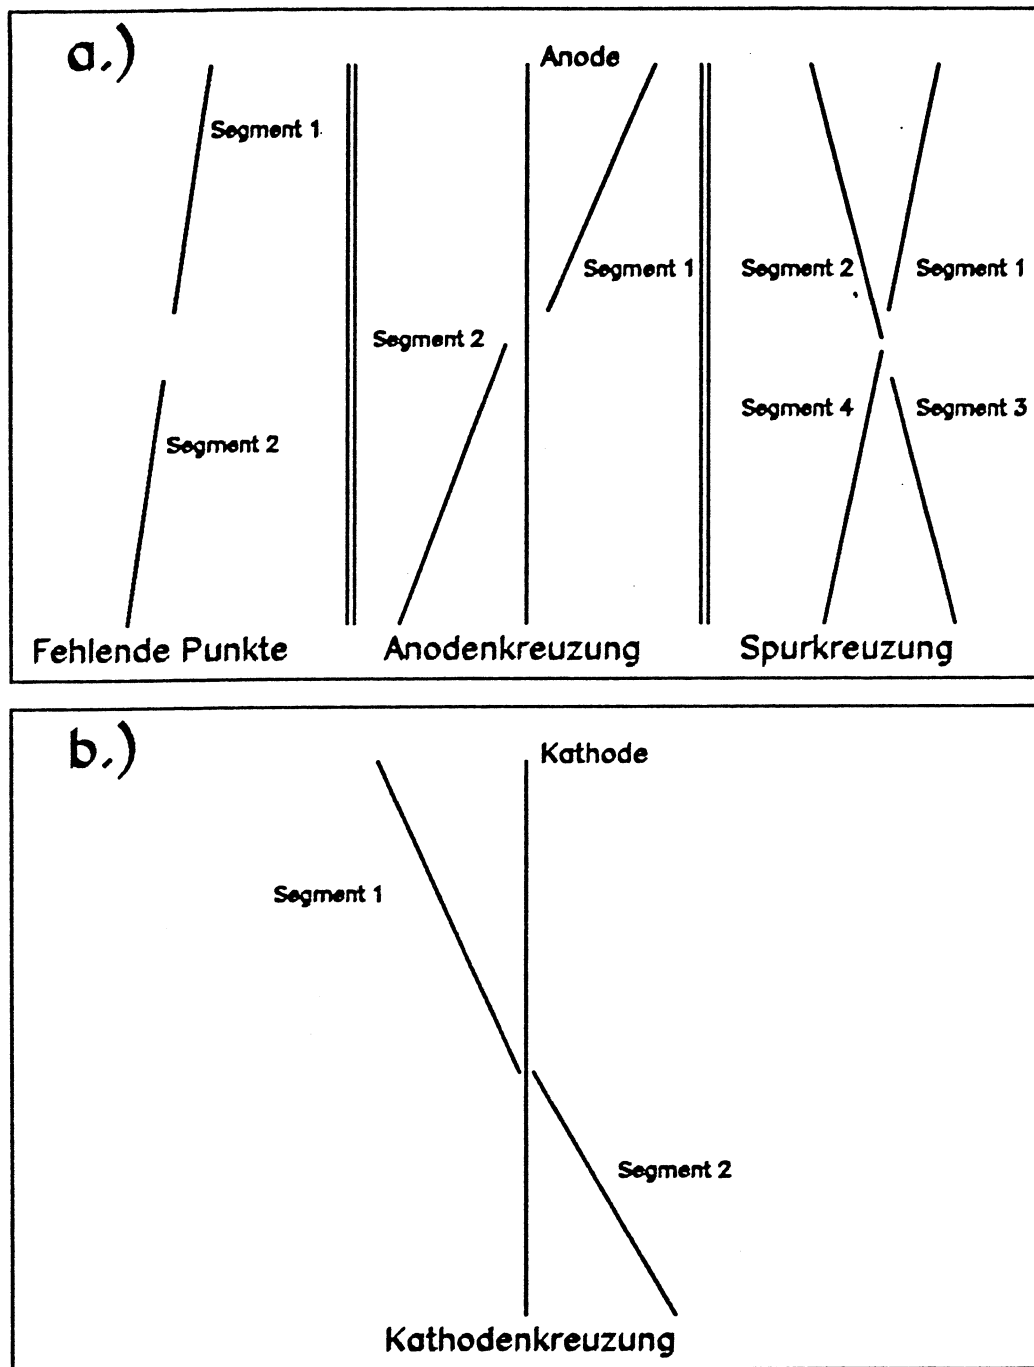 a.)
Anode
Segment 1
Segment 1
Segment 2
Segment 2
Segment 1
Segment 2
Segment 4
Segment 3
Fehlende Punkte
Anodenkreuzung
Spurkreuzung
b.)
Kathode
Segment 1
Segment 2
Kathodenkreuzung